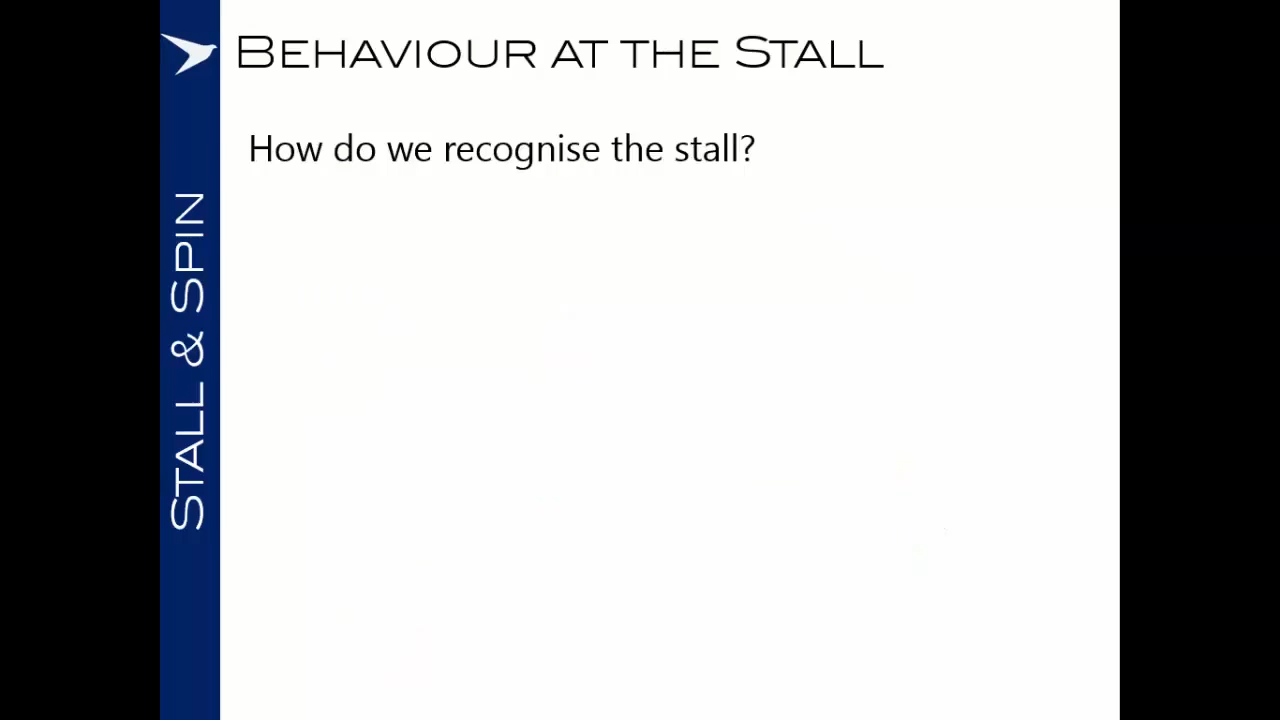 BEHAVIOUR AT THE STALL
How do we recognise the stall?
STALL & SPIN